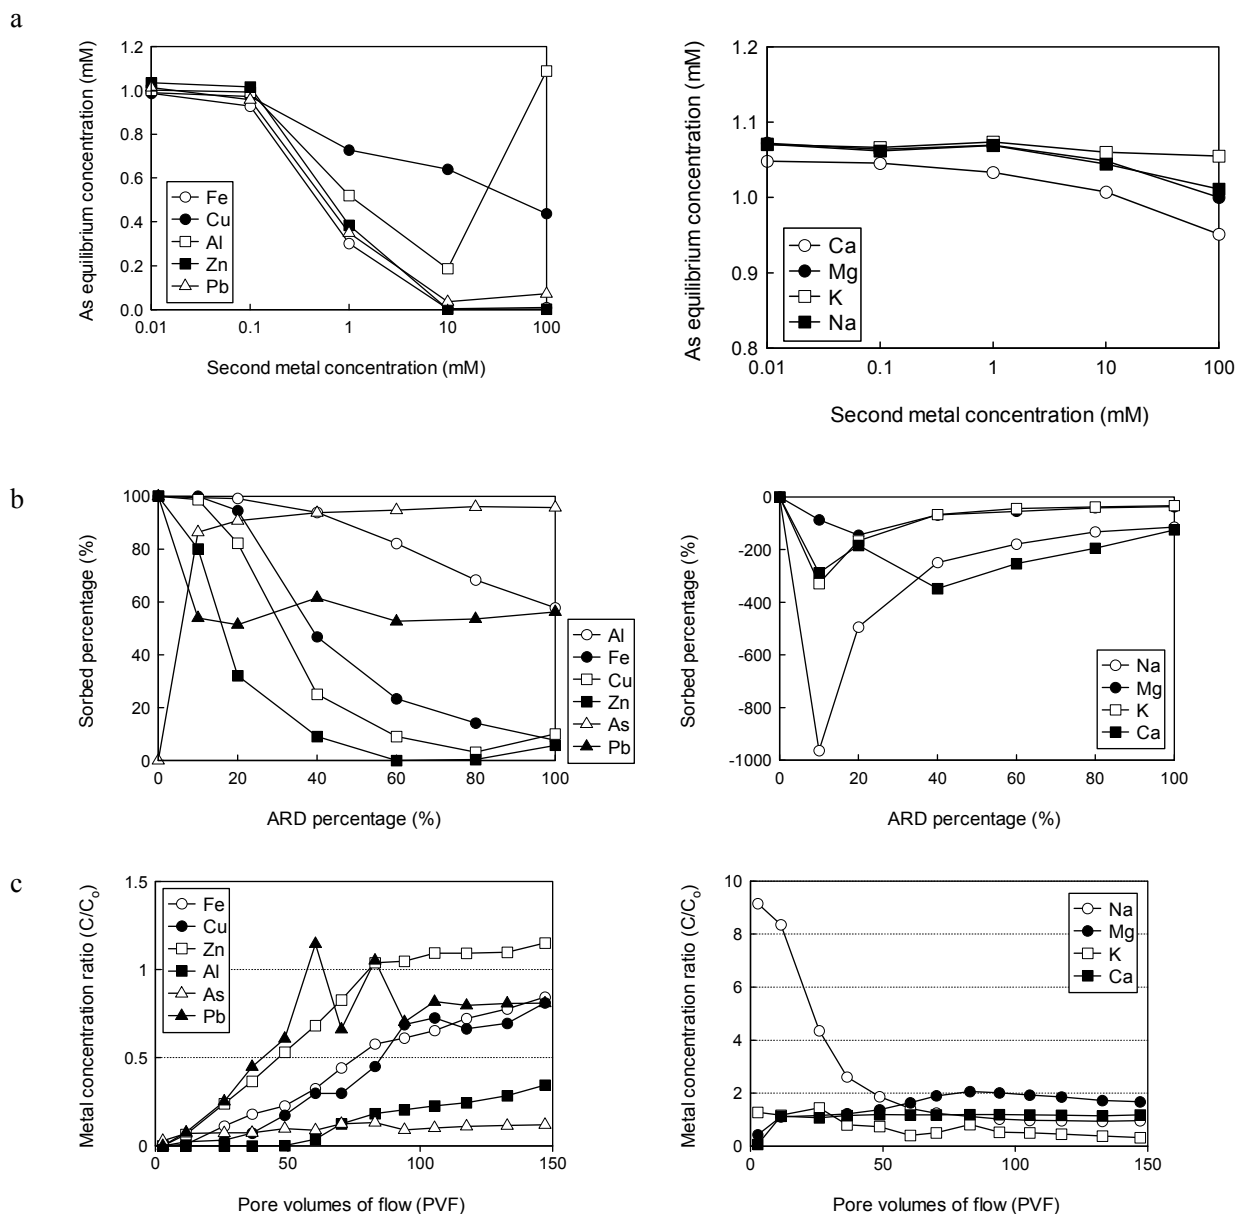 a
As equilibrium concentration (mM)
1.2
1.0
0.8
0.6
0.4
0.2
0.0
Fe
Cu
Al
Zn
Pb
0.01 0.1 1 10 100
Second metal concentration (mM)
As equilibrium concentration (mM)
1.2
1.1
1.0
0.9
0.8
Ca
Mg
K
Na
0.01 0.1 1 10 100
Second metal concentration (mM)
b
Sorbed percentage (%)
100
80
60
40
20
0
0 20 40 60 80 100
Al
Fe
Cu
Zn
As
Pb
ARD percentage (%)
Sorbed percentage (%)
0
-200
-400
-600
-800
-1000
Na
Mg
K
Ca
0 20 40 60 80 100
ARD percentage (%)
c
Metal concentration ratio (C/Co)
1.5
1
0.5
0
Fe
Cu
Zn
Al
As
Pb
0 50 100 150
Pore volumes of flow (PVF)
Metal concentration ratio (C/Co)
10
8
6
4
2
0
Na
Mg
K
Ca
0 50 100 150
Pore volumes of flow (PVF)